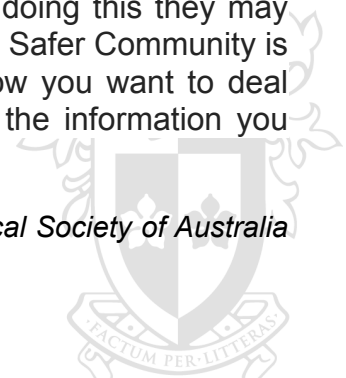 doing this they may
Safer Community is
ow you want to deal
the information you
cal Society of Australia
FACTUM PER·LITTERAS